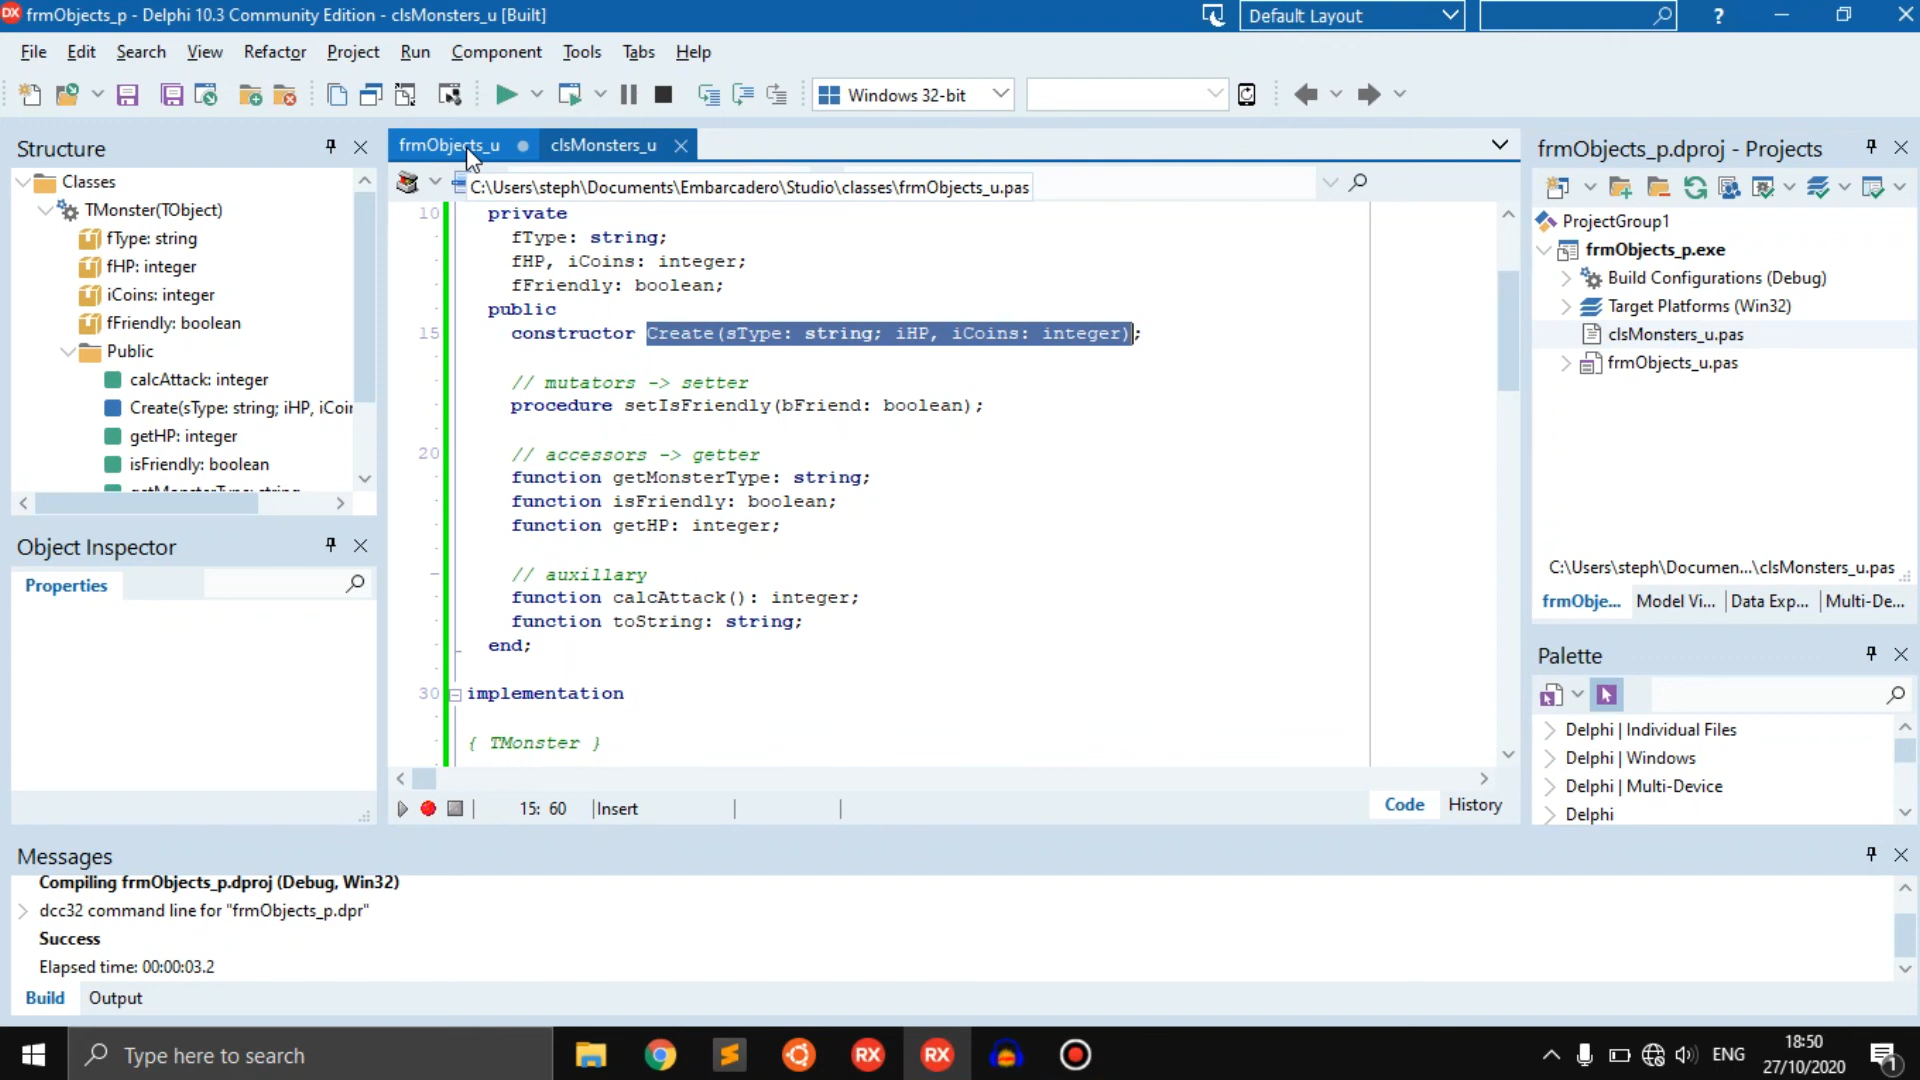 DX frmObjects_p - Delphi 10.3 Community Edition - clsMonsters_u [Built]
Default Layout
?
File Edit Search View Refactor Project Run Component Tools Tabs Help
Windows 32-bit
Structure
Classes
TMonster(TObject)
fType: string
fHP: integer
iCoins: integer
fFriendly: boolean
Public
calcAttack: integer
Create(sType: string; iHP, iCoin
getHP: integer
isFriendly: boolean
getMonsterType: string
Object Inspector
Properties
frmObjects_u
clsMonsters_u
C:\Users\steph\Documents\Embarcadero\Studio\classes\frmObjects_u.pas
10 private
fType: string;
fHP, iCoins: integer;
fFriendly: boolean;
public
15 constructor Create(sType: string; iHP, iCoins: integer);
// mutators -> setter
procedure setIsFriendly(bFriend: boolean);
20 // accessors -> getter
function getMonsterType: string;
function isFriendly: boolean;
function getHP: integer;
// auxillary
function calcAttack(): integer;
function toString: string;
end;
30 implementation
{ TMonster }
15: 60 Insert
Code History
frmObjects_p.dproj - Projects
ProjectGroup1
frmObjects_p.exe
Build Configurations (Debug)
Target Platforms (Win32)
clsMonsters_u.pas
frmObjects_u.pas
C:\Users\steph\Documen...\clsMonsters_u.pas
frmObje... Model Vi... Data Exp... Multi-De...
Palette
Delphi | Individual Files
Delphi | Windows
Delphi | Multi-Device
Delphi
Messages
Compiling frmObjects_p.dproj (Debug, Win32)
dcc32 command line for "frmObjects_p.dpr"
Success
Elapsed time: 00:00:03.2
Build Output
Type here to search
RX
RX
ENG
18:50
27/10/2020
1